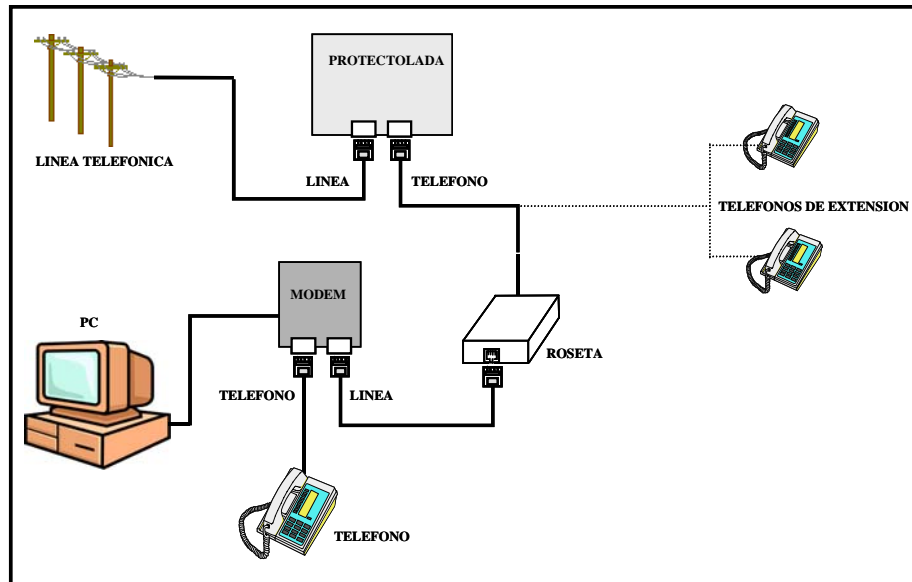 PROTECTOLADA
LINEA TELEFONICA
LINEA
TELEFONO
TELEFONOS DE EXTENSION
MODEM
PC
ROSETA
TELEFONO
LINEA
TELEFONO